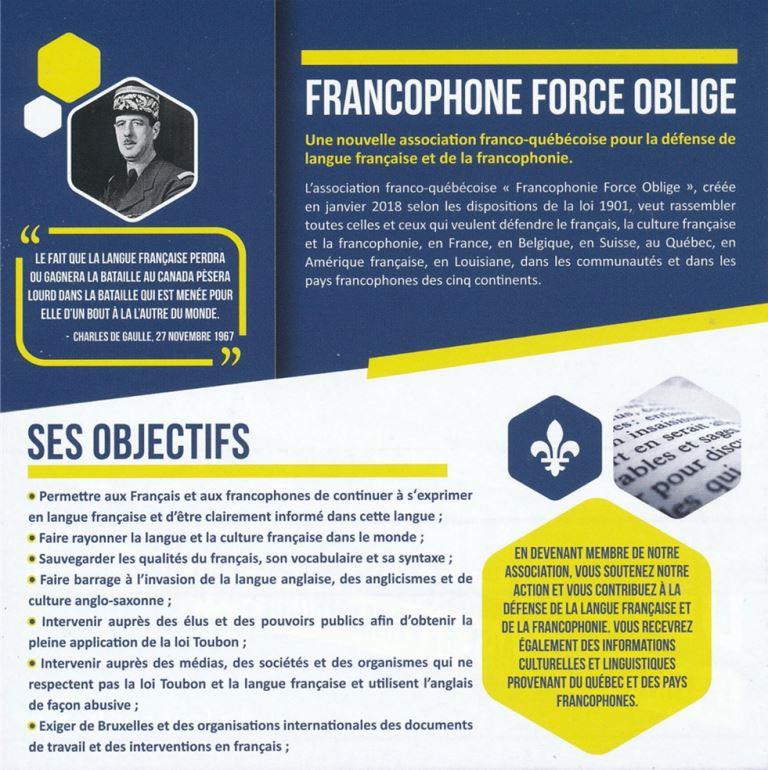 FRANCOPHONE FORCE OBLIGE
Une nouvelle association franco-québécoise pour la défense de
langue française et de la francophonie.
L'association franco-québécoise « Francophonie Force Oblige », créée
en janvier 2018 selon les dispositions de la loi 1901, veut rassembler
toutes celles et ceux qui veulent défendre le français, la culture française
et la francophonie, en France, en Belgique, en Suisse, au Québec, en
Amérique française, en Louisiane, dans les communautés et dans les
pays francophones des cinq continents.
“
LE FAIT QUE LA LANGUE FRANÇAISE PERDRA
OU GAGNERA LA BATAILLE AU CANADA PÈSERA
LOURD DANS LA BATAILLE QUI EST MENÉE POUR
ELLE D'UN BOUT À LA L'AUTRE DU MONDE.
- CHARLES DE GAULLE, 27 NOVEMBRE 1967
”
SES OBJECTIFS
• Permettre aux Français et aux francophones de continuer à s‘exprimer
en langue française et d'être clairement informé dans cette langue ;
• Faire rayonner la langue et la culture française dans le monde ;
• Sauvegarder les qualités du français, son vocabulaire et sa syntaxe ;
• Faire barrage à l'invasion de la langue anglaise, des anglicismes et de
culture anglo-saxonne ;
• Intervenir auprès des élus et des pouvoirs publics afin d'obtenir la
pleine application de la loi Toubon ;
• Intervenir auprès des médias, des sociétés et des organismes qui ne
respectent pas la loi Toubon et la langue française et utilisent l'anglais
de façon abusive ;
• Exiger de Bruxelles et des organisations internationales des documents
de travail et des interventions en français ;
insaisis
t en serait
ables et sages
pour disc
es qui
EN DEVENANT MEMBRE DE NOTRE
ASSOCIATION, VOUS SOUTENEZ NOTRE
ACTION ET VOUS CONTRIBUEZ À LA
DÉFENSE DE LA LANGUE FRANÇAISE ET
DE LA FRANCOPHONIE. VOUS RECEVREZ
ÉGALEMENT DES INFORMATIONS
CULTURELLES ET LINGUISTIQUES
PROVENANT DU QUÉBEC ET DES PAYS
FRANCOPHONES.